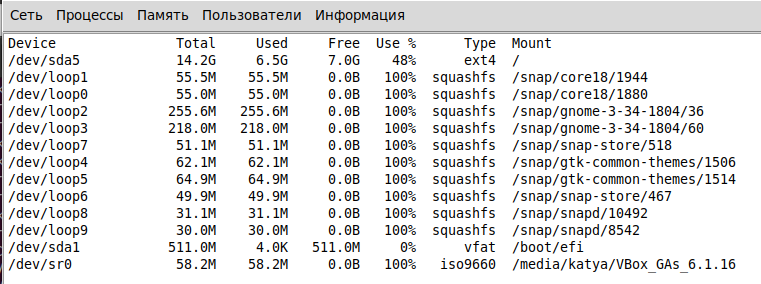 Сеть Процессы Память Пользователи Информация
Device Total Used Free Use % Type Mount
/dev/sda5 14.2G 6.5G 7.0G 48% ext4 /
/dev/loop1 55.5M 55.5M 0.0B 100% squashfs /snap/core18/1944
/dev/loop0 55.0M 55.0M 0.0B 100% squashfs /snap/core18/1880
/dev/loop2 255.6M 255.6M 0.0B 100% squashfs /snap/gnome-3-34-1804/36
/dev/loop3 218.0M 218.0M 0.0B 100% squashfs /snap/gnome-3-34-1804/60
/dev/loop7 51.1M 51.1M 0.0B 100% squashfs /snap/snap-store/518
/dev/loop4 62.1M 62.1M 0.0B 100% squashfs /snap/gtk-common-themes/1506
/dev/loop5 64.9M 64.9M 0.0B 100% squashfs /snap/gtk-common-themes/1514
/dev/loop6 49.9M 49.9M 0.0B 100% squashfs /snap/snap-store/467
/dev/loop8 31.1M 31.1M 0.0B 100% squashfs /snap/snapd/10492
/dev/loop9 30.0M 30.0M 0.0B 100% squashfs /snap/snapd/8542
/dev/sda1 511.0M 4.0K 511.0M 0% vfat /boot/efi
/dev/sr0 58.2M 58.2M 0.0B 100% iso9660 /media/katya/VBox_GAs_6.1.16